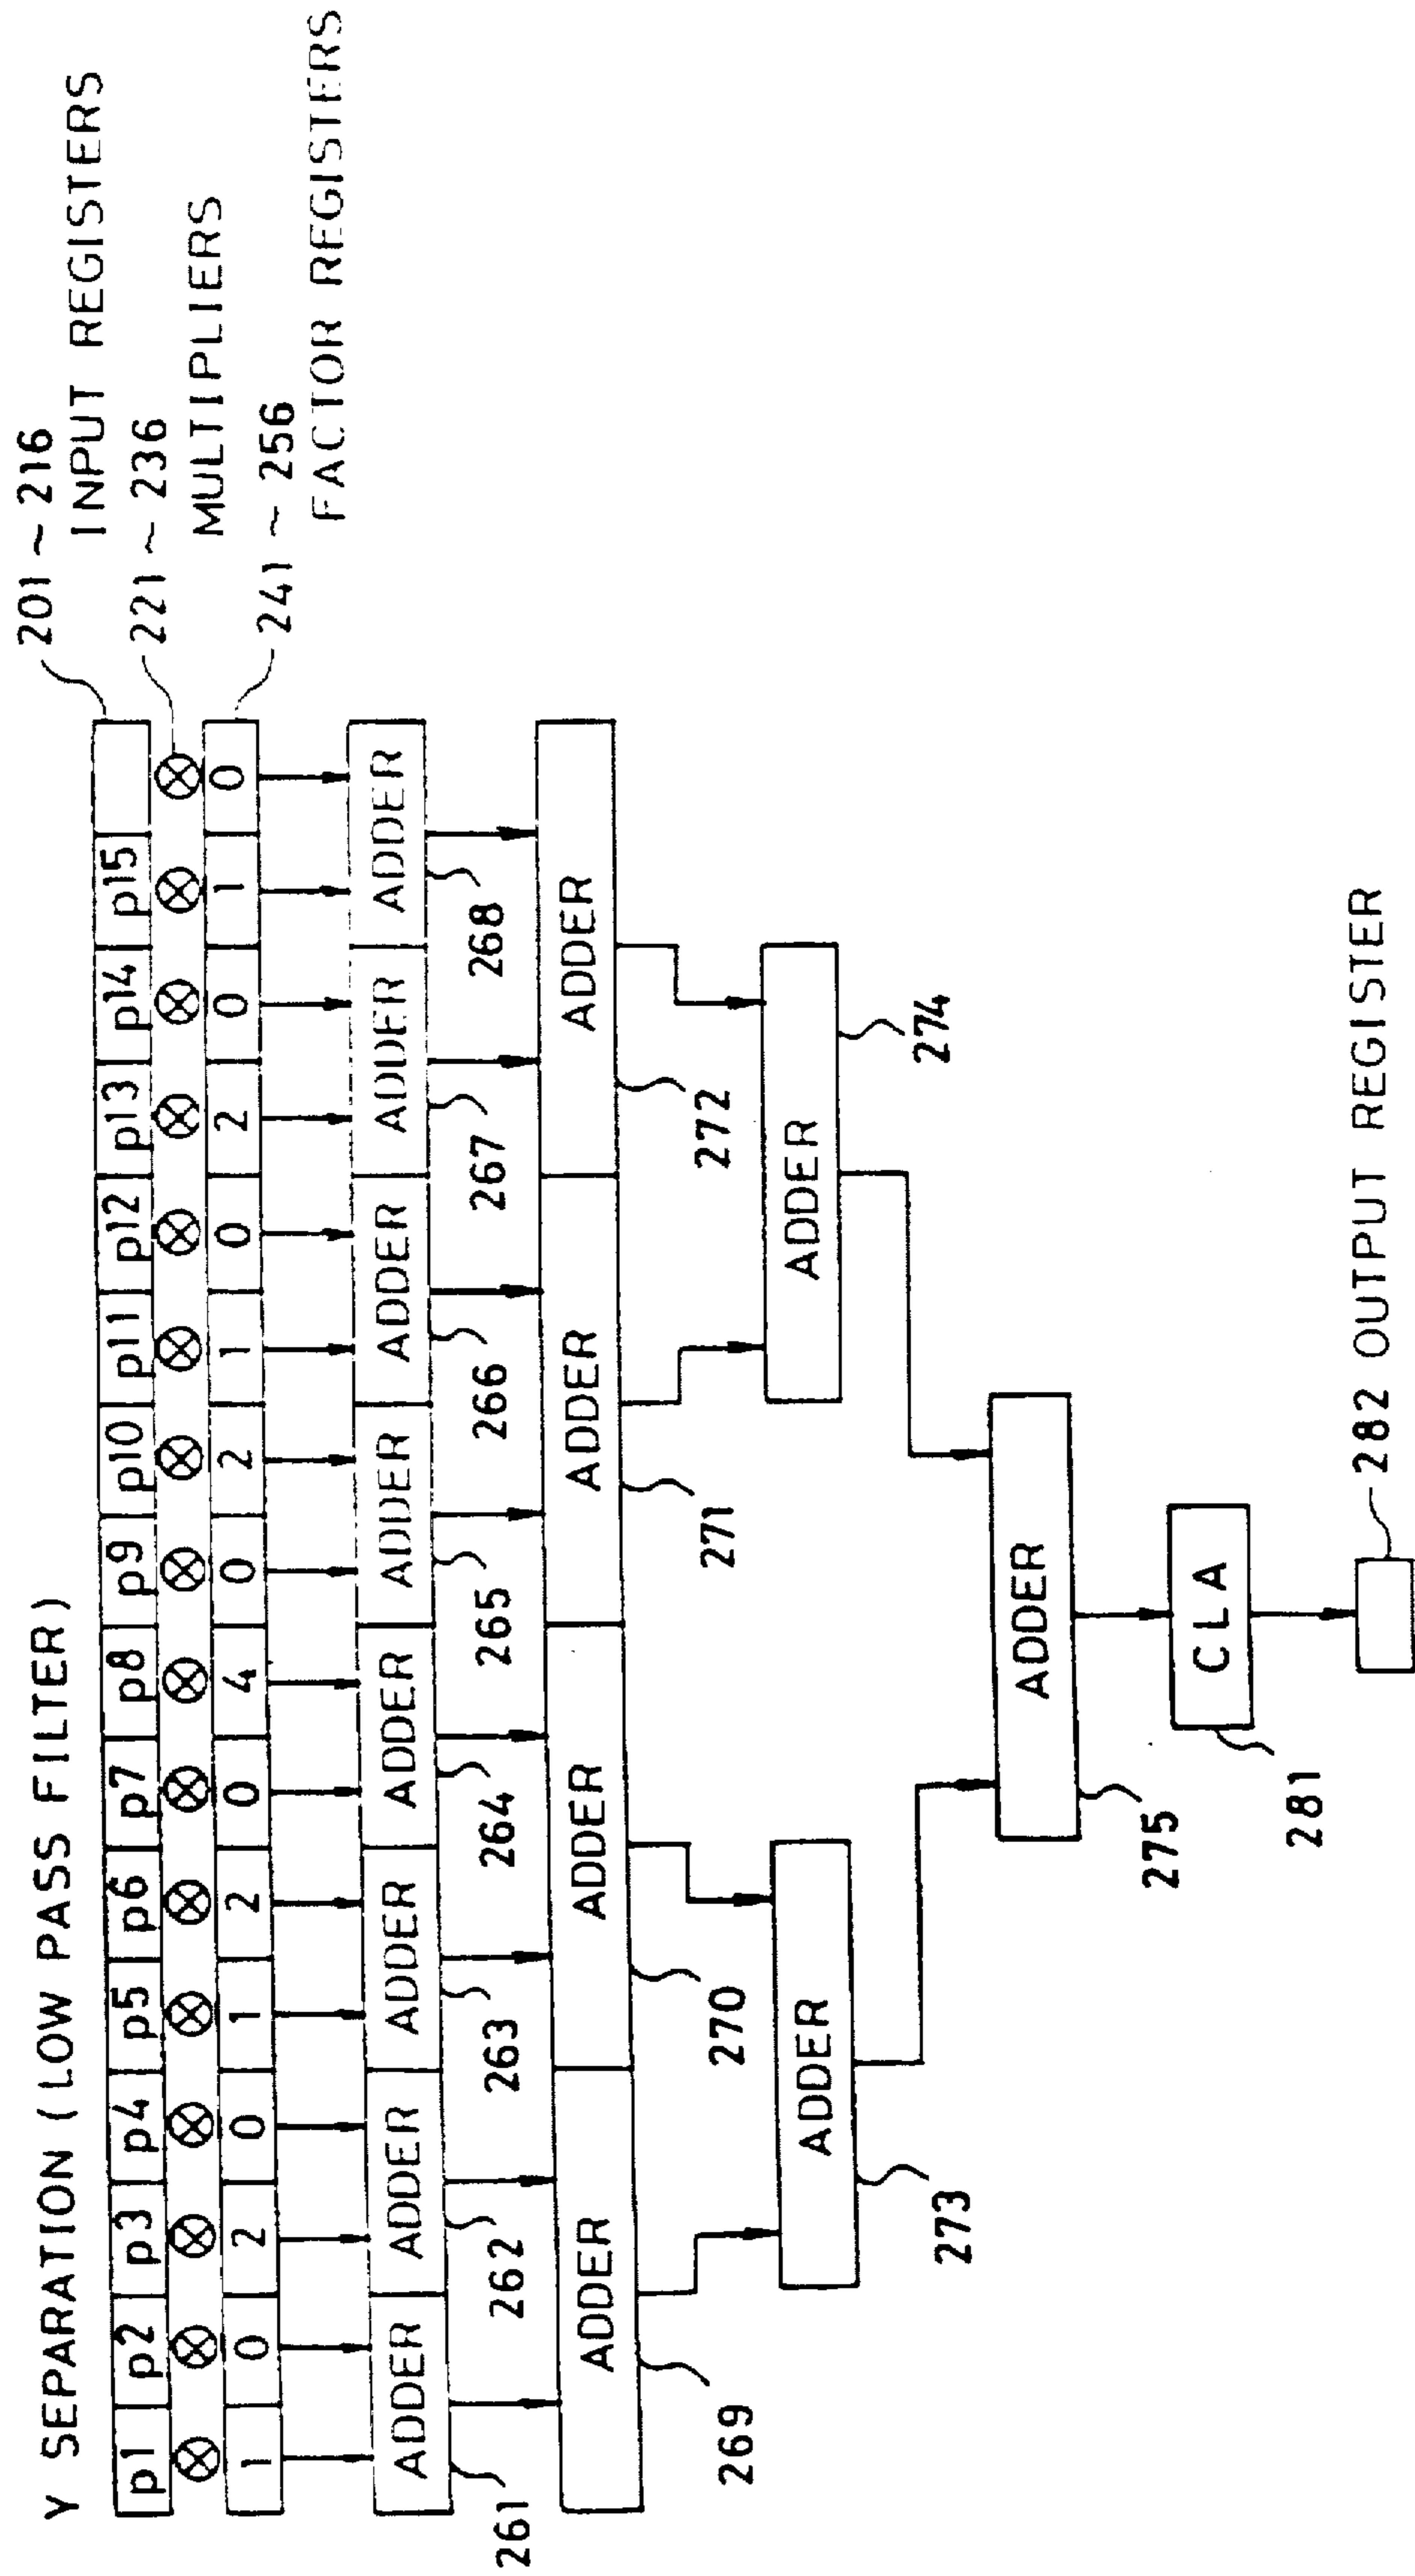 Y SEPARATION (LOW PASS FILTER)
201 ~ 216
INPUT REGISTERS
221 ~ 236
MULTIPLIERS
241 ~ 256
FACTOR REGISTERS
p1 p2 p3 p4 p5 p6 p7 p8 p9 p10 p11 p12 p13 p14 p15
1 0 2 0 1 2 0 4 0 2 1 0 2 0 1 0
ADDER ADDER ADDER ADDER ADDER ADDER ADDER ADDER
261 262 263 264 265 266 267 268
ADDER ADDER ADDER ADDER
269 270 271 272
ADDER ADDER
273 274
ADDER
275
CLA
281
282 OUTPUT REGISTER